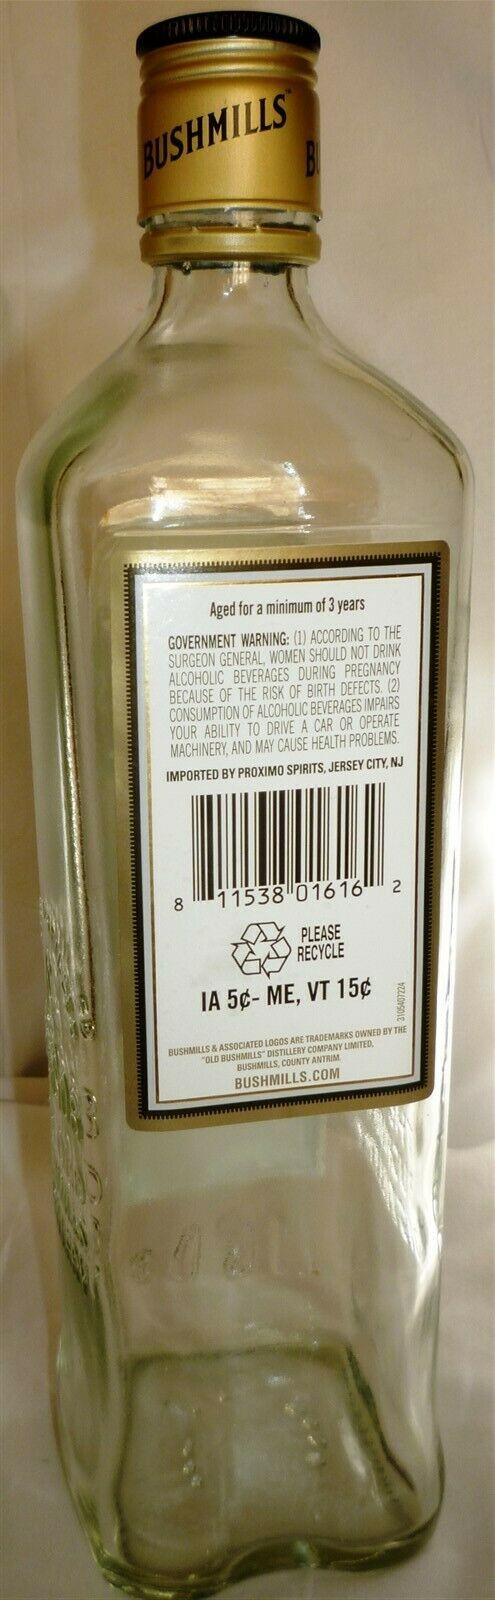 BUSHMILLS™
BU
Aged for a minimum of 3 years
GOVERNMENT WARNING: (1) ACCORDING TO THE
SURGEON GENERAL, WOMEN SHOULD NOT DRINK
ALCOHOLIC BEVERAGES DURING PREGNANCY
BECAUSE OF THE RISK OF BIRTH DEFECTS. (2)
CONSUMPTION OF ALCOHOLIC BEVERAGES IMPAIRS
YOUR ABILITY TO DRIVE A CAR OR OPERATE
MACHINERY, AND MAY CAUSE HEALTH PROBLEMS.
IMPORTED BY PROXIMO SPIRITS, JERSEY CITY, NJ
8 11538 01616 2
PLEASE
RECYCLE
IA 5¢- ME, VT 15¢
3105407224
BUSHMILLS & ASSOCIATED LOGOS ARE TRADEMARKS OWNED BY THE
"OLD BUSHMILLS" DISTILLERY COMPANY LIMITED,
BUSHMILLS, COUNTY ANTRIM.
BUSHMILLS.COM